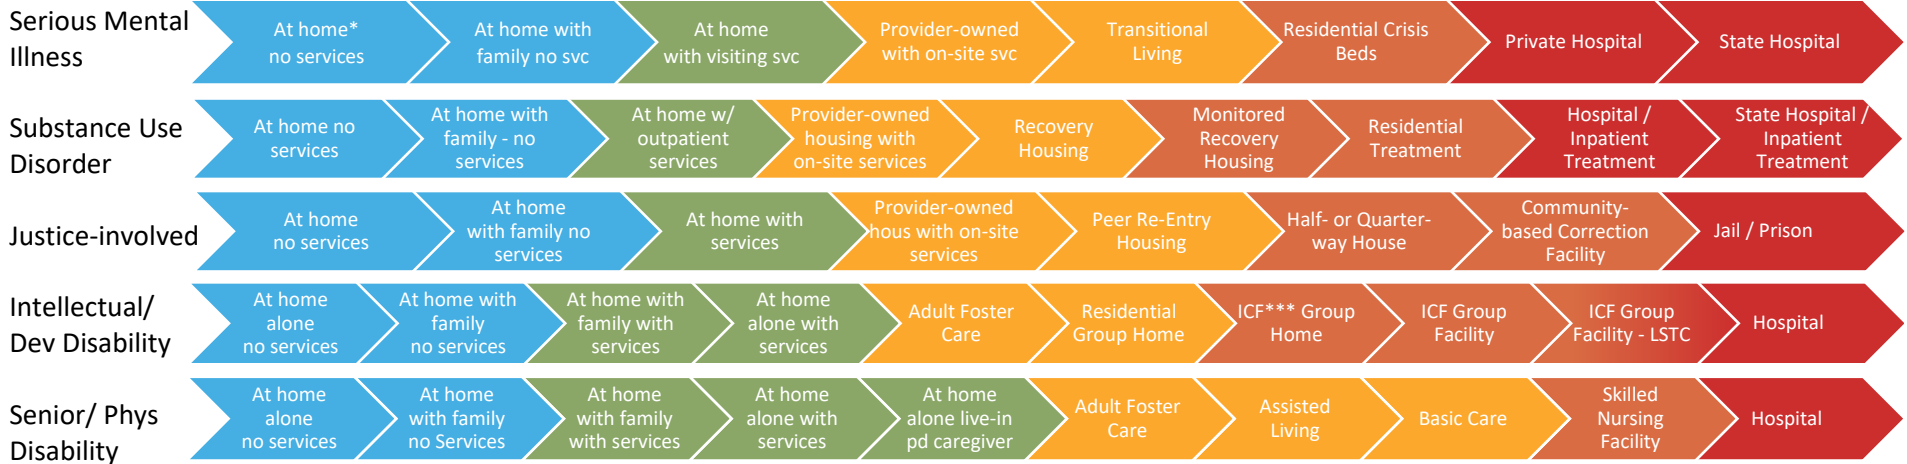 Serious Mental
Illness
At home*
no services
At home with
family no svc
At home
with visiting svc
Provider-owned
with on-site svc
Transitional
Living
Residential Crisis
Beds
Private Hospital
State Hospital
Substance Use
Disorder
At home no
services
At home with
family - no
services
At home w/
outpatient
services
Provider-owned
housing with
on-site services
Recovery
Housing
Monitored
Recovery
Housing
Residential
Treatment
Hospital /
Inpatient
Treatment
State Hospital /
Inpatient
Treatment
Justice-involved
At home
no services
At home
with family no
services
At home with
services
Provider-owned
hous with on-site
services
Peer Re-Entry
Housing
Half- or Quarter-
way House
Community-
based Correction
Facility
Jail / Prison
Intellectual/
Dev Disability
At home
alone
no services
At home with
family
no services
At home with
family with
services
At home
alone with
services
Adult Foster
Care
Residential
Group Home
ICF*** Group
Home
ICF Group
Facility
ICF Group
Facility - LSTC
Hospital
Senior/ Phys
Disability
At home
alone
no services
At home
with family
no Services
At home
with family
with services
At home
alone with
services
At home
alone live-in
pd caregiver
Adult Foster
Care
Assisted
Living
Basic Care
Skilled
Nursing
Facility
Hospital